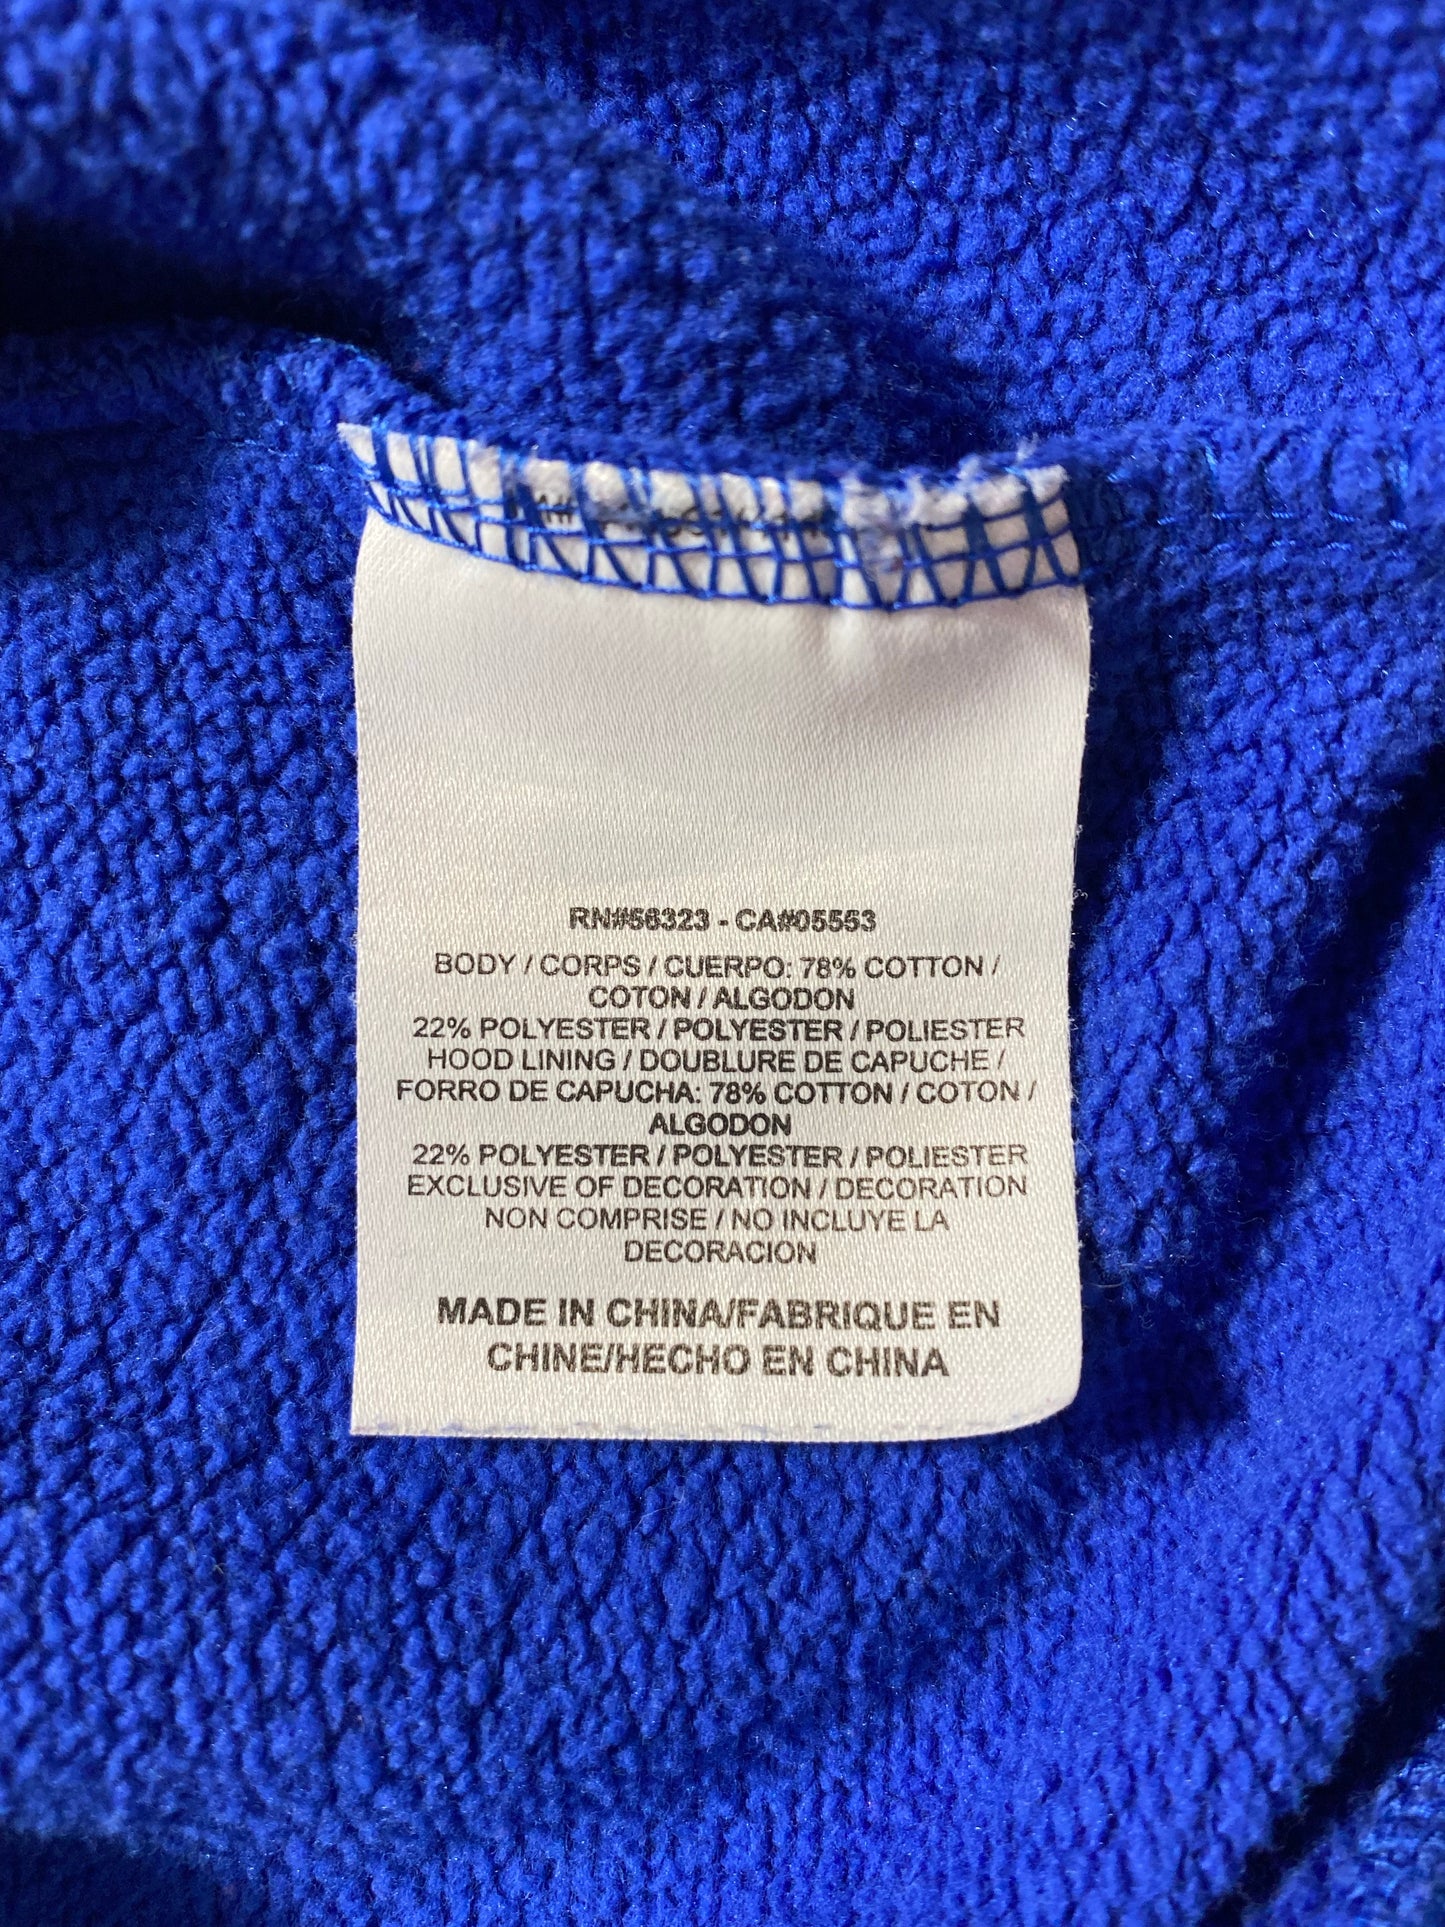 RN#56323 - CA#05553
BODY / CORPS / CUERPO: 78% COTTON /
COTON / ALGODON
22% POLYESTER / POLYESTER / POLIESTER
HOOD LINING / DOUBLURE DE CAPUCHE /
FORRO DE CAPUCHA: 78% COTTON / COTON /
ALGODON
22% POLYESTER / POLYESTER / POLIESTER
EXCLUSIVE OF DECORATION / DECORATION
NON COMPRISE / NO INCLUYE LA
DECORACION
MADE IN CHINA/FABRIQUE EN
CHINE/HECHO EN CHINA